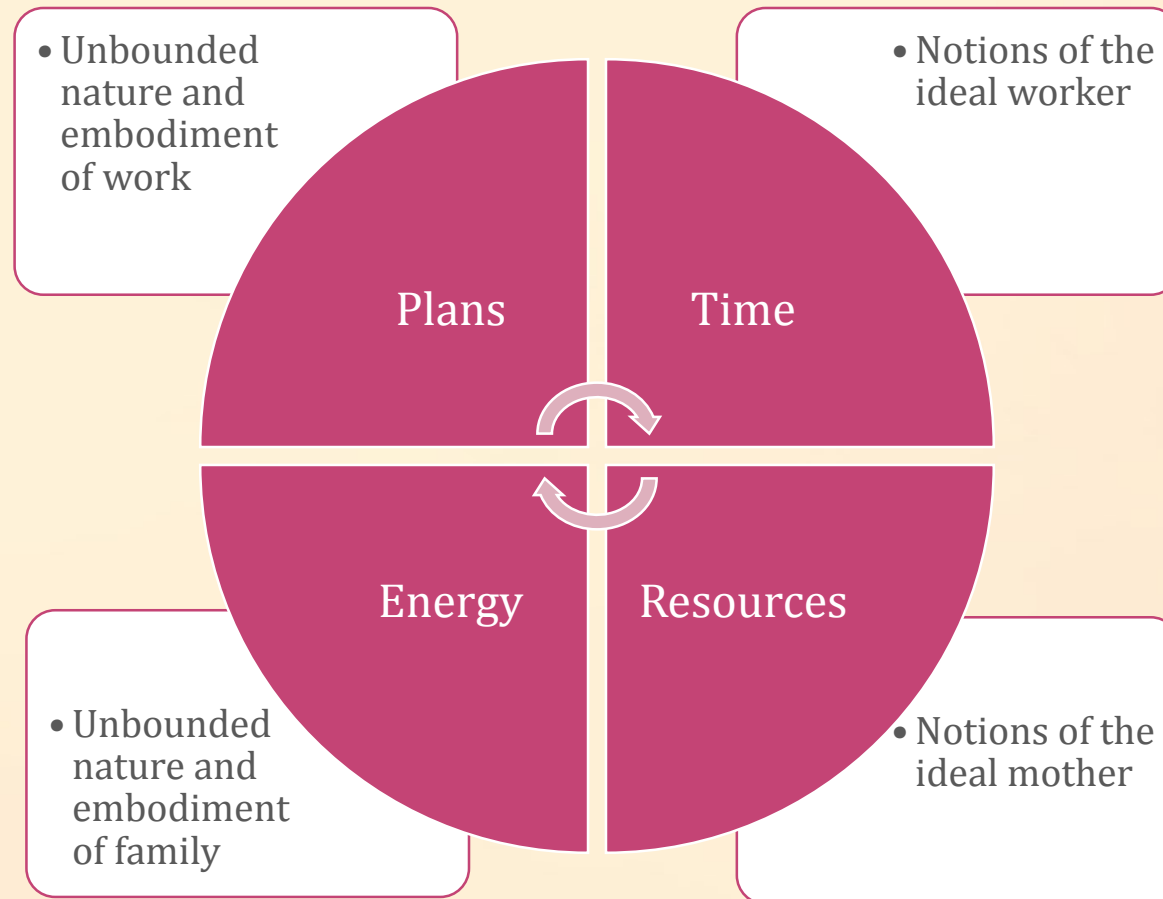 • Unbounded
nature and
embodiment
of work
• Notions of the
ideal worker
Plans
Time
Energy
Resources
• Unbounded
nature and
embodiment
of family
• Notions of the
ideal mother